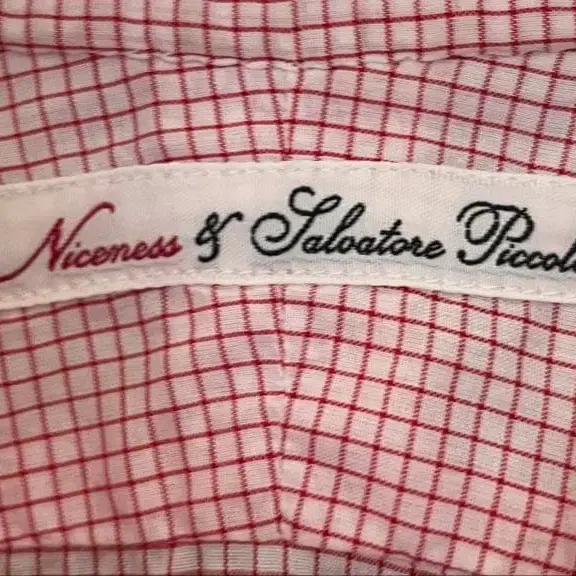 Niceness & Salvatore Piccol